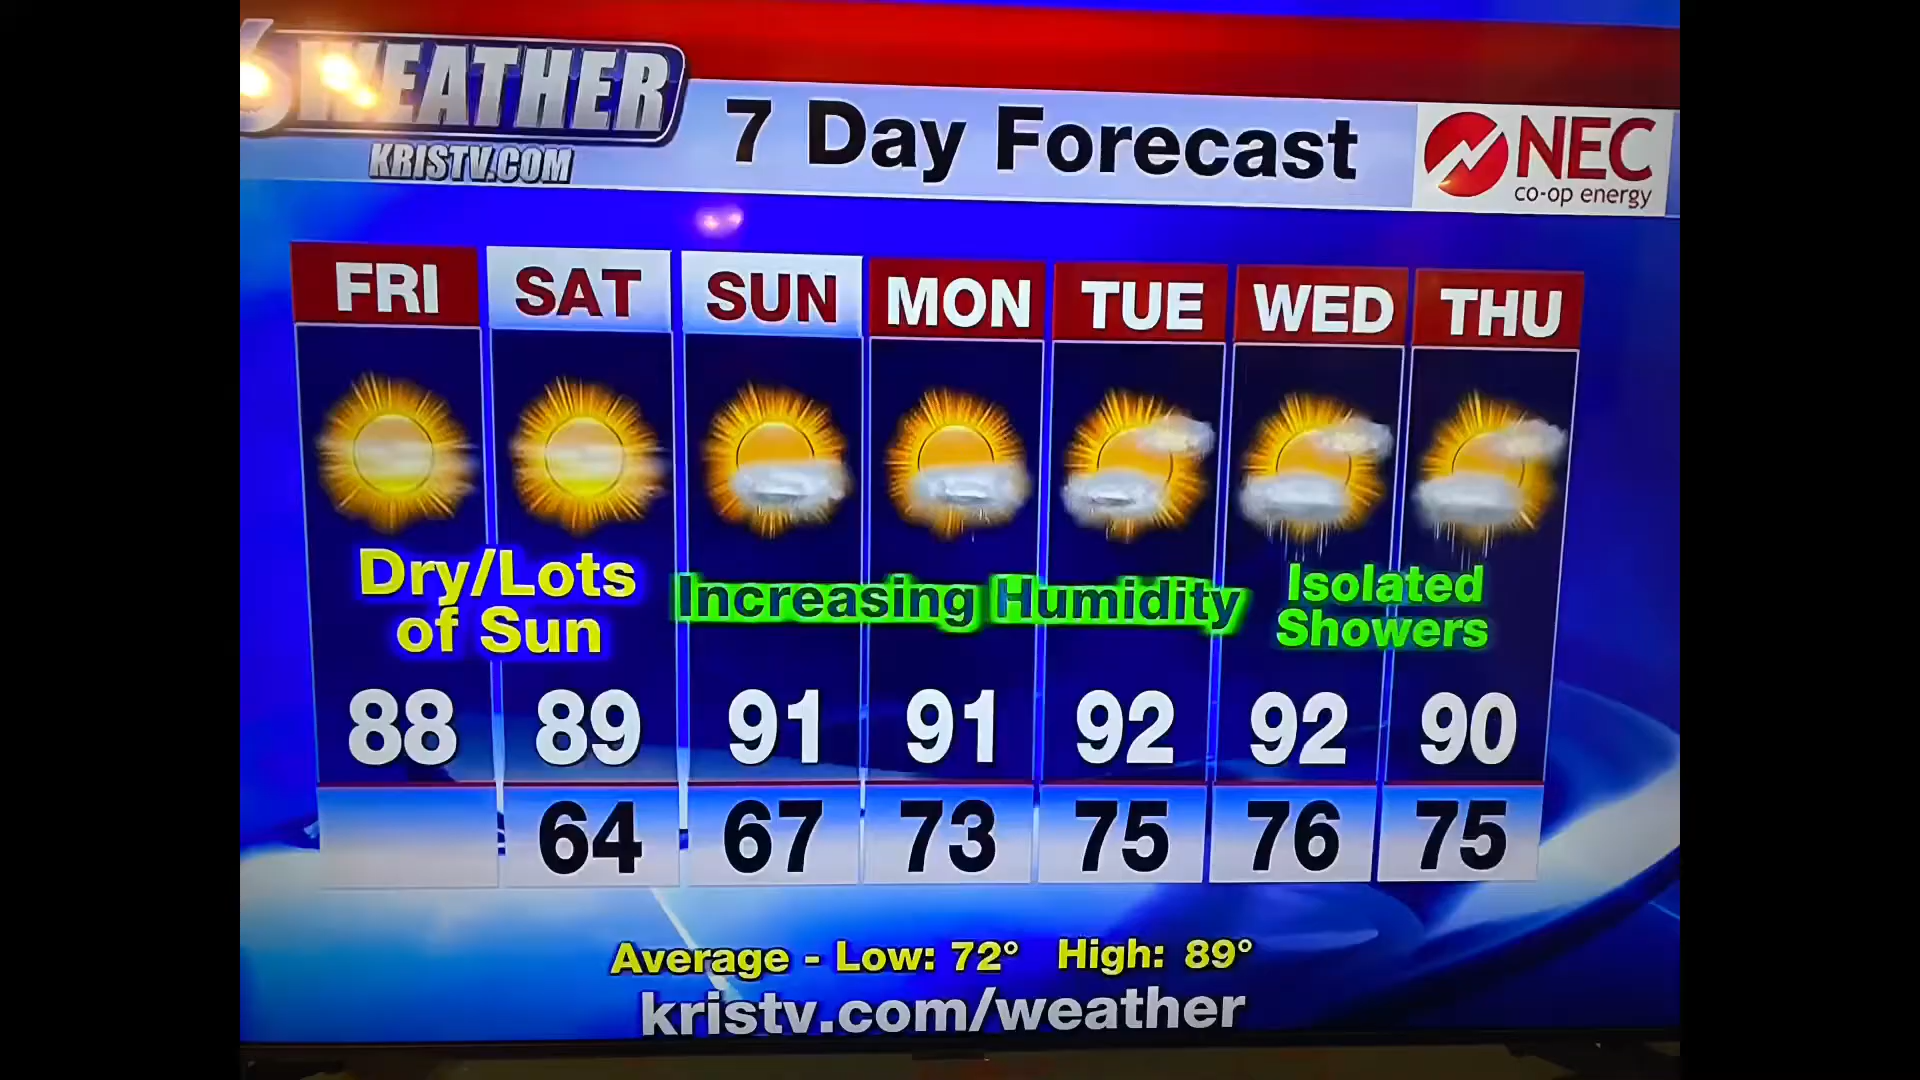 6 WEATHER
KRISTV.COM
7 Day Forecast
NEC
co-op energy
FRI SAT SUN MON TUE WED THU
Dry/Lots
of Sun
Increasing Humidity
Isolated
Showers
88 89 91 91 92 92 90
64 67 73 75 76 75
Average - Low: 72° High: 89°
kristv.com/weather